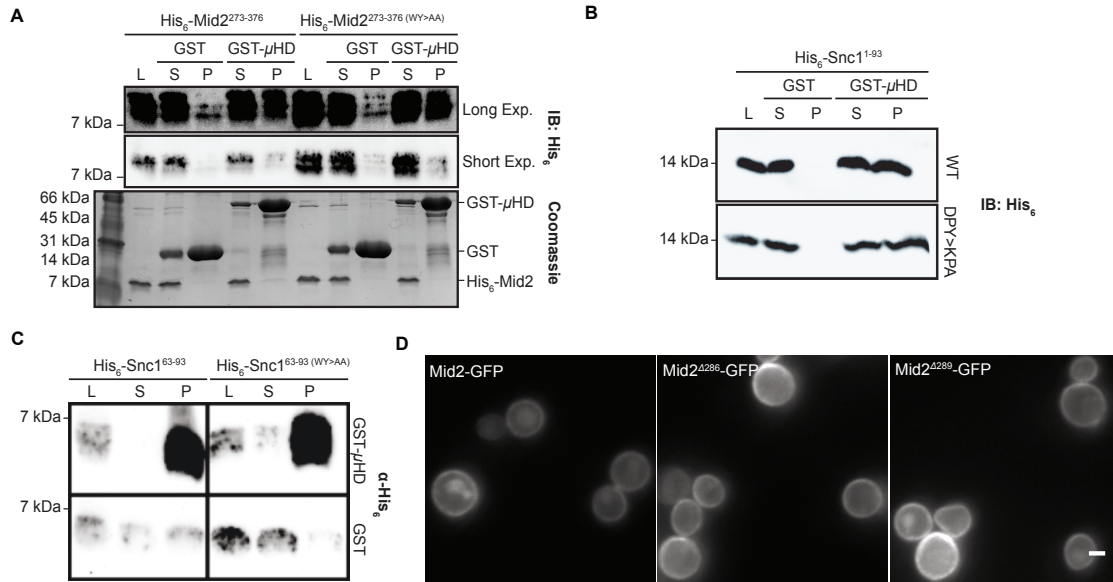 A
His6-Mid2273-376 His6-Mid2273-376 (WY>AA)
GST GST-μHD GST GST-μHD
L S P S P L S P S P
7 kDa Long Exp.
7 kDa Short Exp.
IB: His6
66 kDa GST-μHD
45 kDa
31 kDa GST
14 kDa
7 kDa His6-Mid2
Coomassie
B
His6-Snc11-93
GST GST-μHD
L S P S P
14 kDa WT
14 kDa DPY>KPA
IB: His6
C
His6-Snc163-93 His6-Snc163-93 (WY>AA)
L S P L S P
7 kDa GST-μHD
7 kDa GST
α-His6
D
Mid2-GFP Mid2Δ286-GFP Mid2Δ289-GFP